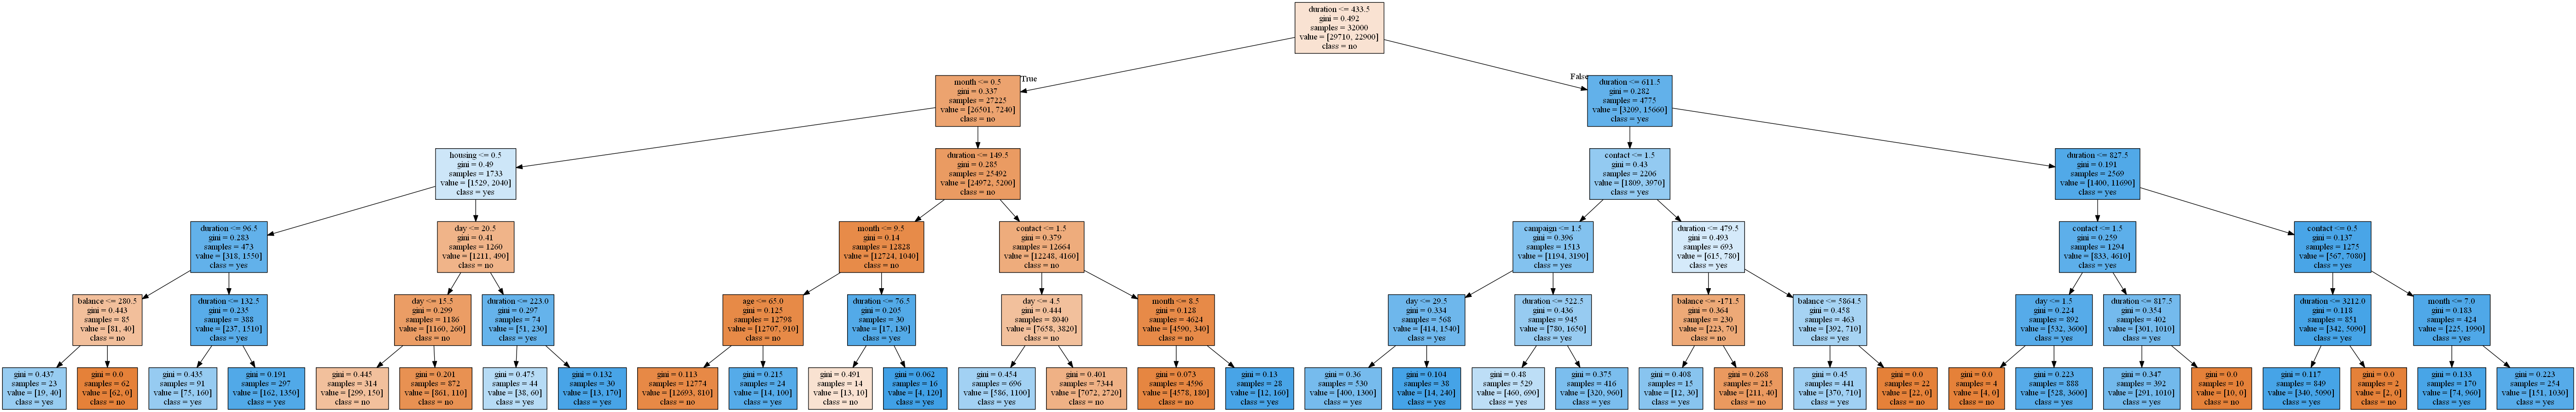 duration <= 433.5
gini = 0.492
samples = 32000
value = [29710, 22900]
class = no
True
False
month <= 0.5
gini = 0.337
samples = 27225
value = [26501, 7240]
class = no
duration <= 611.5
gini = 0.282
samples = 4775
value = [3209, 15660]
class = yes
housing <= 0.5
gini = 0.49
samples = 1733
value = [1529, 2040]
class = yes
duration <= 149.5
gini = 0.285
samples = 25492
value = [24972, 5200]
class = no
contact <= 1.5
gini = 0.43
samples = 2206
value = [1809, 3970]
class = yes
duration <= 827.5
gini = 0.191
samples = 2569
value = [1400, 11690]
class = yes
duration <= 96.5
gini = 0.283
samples = 473
value = [318, 1550]
class = yes
day <= 20.5
gini = 0.41
samples = 1260
value = [1211, 490]
class = no
month <= 9.5
gini = 0.14
samples = 12828
value = [12724, 1040]
class = no
contact <= 1.5
gini = 0.379
samples = 12664
value = [12248, 4160]
class = no
campaign <= 1.5
gini = 0.396
samples = 1513
value = [1194, 3190]
class = yes
duration <= 479.5
gini = 0.493
samples = 693
value = [615, 780]
class = yes
contact <= 1.5
gini = 0.259
samples = 1294
value = [833, 4610]
class = yes
contact <= 0.5
gini = 0.137
samples = 1275
value = [567, 7080]
class = yes
balance <= 280.5
gini = 0.443
samples = 85
value = [81, 40]
class = no
duration <= 132.5
gini = 0.235
samples = 388
value = [237, 1510]
class = yes
day <= 15.5
gini = 0.299
samples = 1186
value = [1160, 260]
class = no
duration <= 223.0
gini = 0.297
samples = 74
value = [51, 230]
class = yes
age <= 65.0
gini = 0.125
samples = 12798
value = [12707, 910]
class = no
duration <= 76.5
gini = 0.205
samples = 30
value = [17, 130]
class = yes
day <= 4.5
gini = 0.444
samples = 8040
value = [7658, 3820]
class = no
month <= 8.5
gini = 0.128
samples = 4624
value = [4590, 340]
class = no
day <= 29.5
gini = 0.334
samples = 568
value = [414, 1540]
class = yes
duration <= 522.5
gini = 0.436
samples = 945
value = [780, 1650]
class = yes
balance <= -171.5
gini = 0.364
samples = 230
value = [223, 70]
class = no
balance <= 5864.5
gini = 0.458
samples = 463
value = [392, 710]
class = yes
day <= 1.5
gini = 0.224
samples = 892
value = [532, 3600]
class = yes
duration <= 817.5
gini = 0.354
samples = 402
value = [301, 1010]
class = yes
duration <= 3212.0
gini = 0.118
samples = 851
value = [342, 5090]
class = yes
month <= 7.0
gini = 0.183
samples = 424
value = [225, 1990]
class = yes
gini = 0.437
samples = 23
value = [19, 40]
class = yes
gini = 0.0
samples = 62
value = [62, 0]
class = no
gini = 0.435
samples = 91
value = [75, 160]
class = yes
gini = 0.191
samples = 297
value = [162, 1350]
class = yes
gini = 0.445
samples = 314
value = [299, 150]
class = no
gini = 0.201
samples = 872
value = [861, 110]
class = no
gini = 0.475
samples = 44
value = [38, 60]
class = yes
gini = 0.132
samples = 30
value = [13, 170]
class = yes
gini = 0.113
samples = 12774
value = [12693, 810]
class = no
gini = 0.215
samples = 24
value = [14, 100]
class = yes
gini = 0.491
samples = 14
value = [13, 10]
class = no
gini = 0.062
samples = 16
value = [4, 120]
class = yes
gini = 0.454
samples = 696
value = [586, 1100]
class = yes
gini = 0.401
samples = 7344
value = [7072, 2720]
class = no
gini = 0.073
samples = 4596
value = [4578, 180]
class = no
gini = 0.13
samples = 28
value = [12, 160]
class = yes
gini = 0.36
samples = 530
value = [400, 1300]
class = yes
gini = 0.104
samples = 38
value = [14, 240]
class = yes
gini = 0.48
samples = 529
value = [460, 690]
class = yes
gini = 0.375
samples = 416
value = [320, 960]
class = yes
gini = 0.408
samples = 15
value = [12, 30]
class = yes
gini = 0.268
samples = 215
value = [211, 40]
class = no
gini = 0.45
samples = 441
value = [370, 710]
class = yes
gini = 0.0
samples = 22
value = [22, 0]
class = no
gini = 0.0
samples = 4
value = [4, 0]
class = no
gini = 0.223
samples = 888
value = [528, 3600]
class = yes
gini = 0.347
samples = 392
value = [291, 1010]
class = yes
gini = 0.0
samples = 10
value = [10, 0]
class = no
gini = 0.117
samples = 849
value = [340, 5090]
class = yes
gini = 0.0
samples = 2
value = [2, 0]
class = no
gini = 0.133
samples = 170
value = [74, 960]
class = yes
gini = 0.223
samples = 254
value = [151, 1030]
class = yes